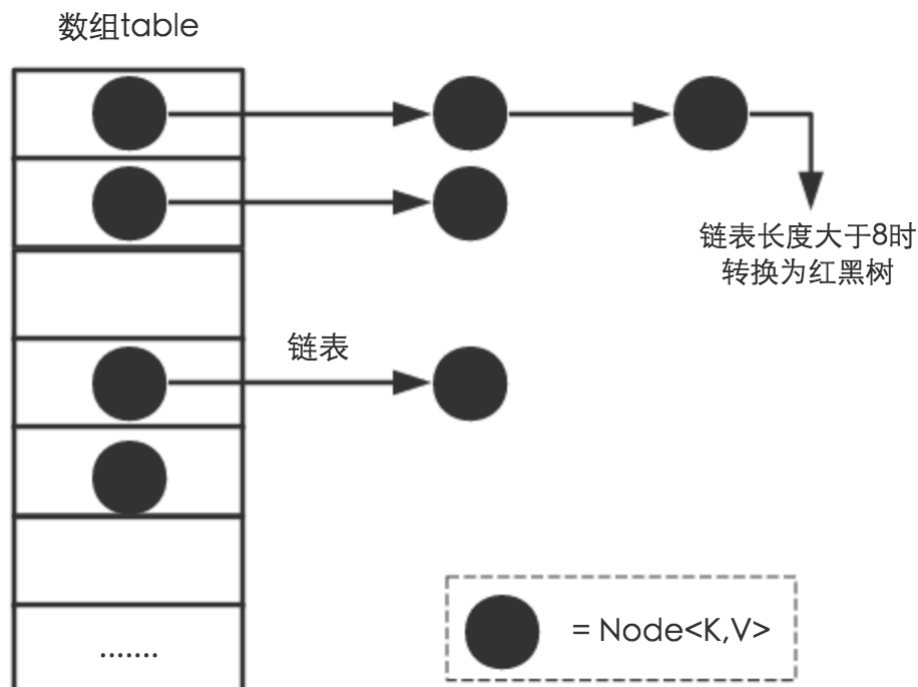 数组table
链表长度大于8时
转换为红黑树
链表
= Node<K,V>
.......